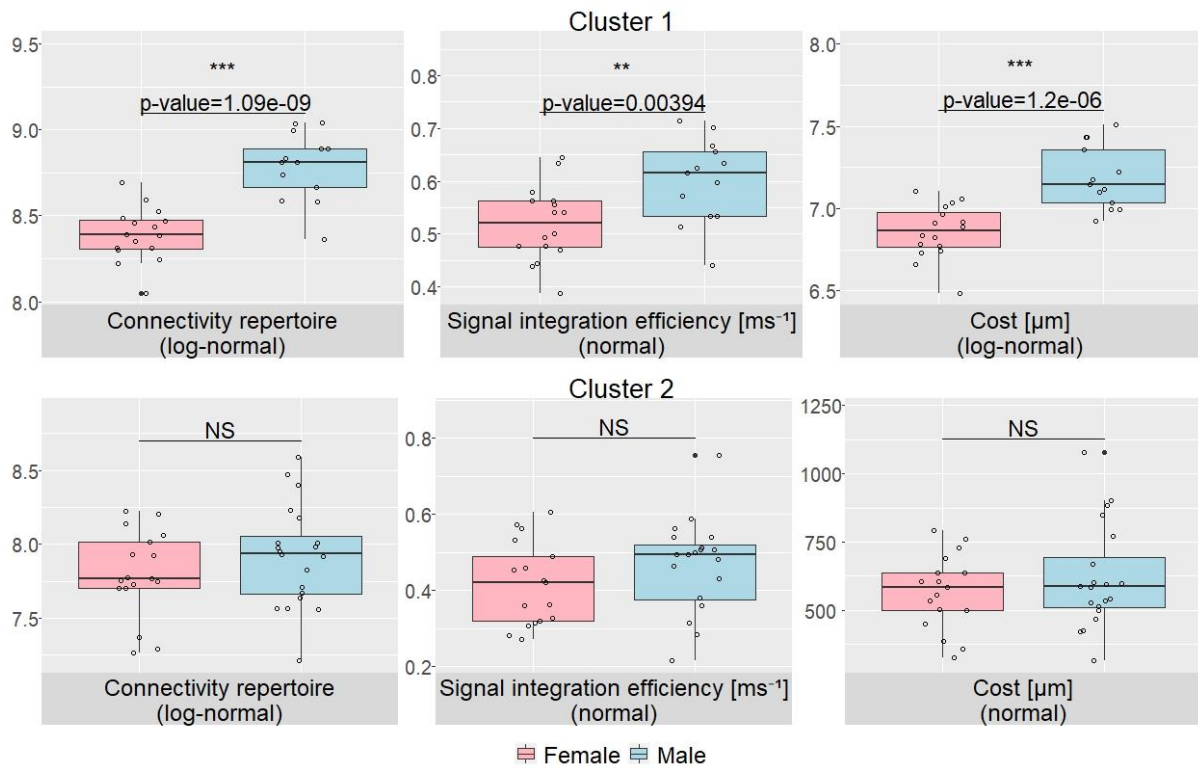 Cluster 1
9.5
9.0
8.5
8.0
***
p-value=1.09e-09
Connectivity repertoire
(log-normal)
0.8
0.7
0.6
0.5
0.4
**
p-value=0.00394
Signal integration efficiency [ms⁻¹]
(normal)
8.0
7.5
7.0
6.5
***
p-value=1.2e-06
Cost [µm]
(log-normal)
Cluster 2
8.5
8.0
7.5
NS
Connectivity repertoire
(log-normal)
0.8
0.6
0.4
0.2
NS
Signal integration efficiency [ms⁻¹]
(normal)
1250
1000
750
500
NS
Cost [µm]
(normal)
Female Male